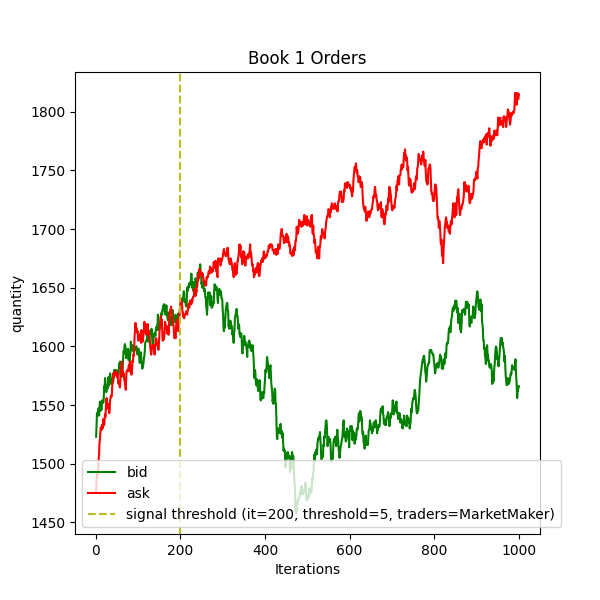 Book 1 Orders
quantity
1800
1750
1700
1650
1600
1550
1500
1450
bid
ask
signal threshold (it=200, threshold=5, traders=MarketMaker)
0 200 400 600 800 1000
Iterations